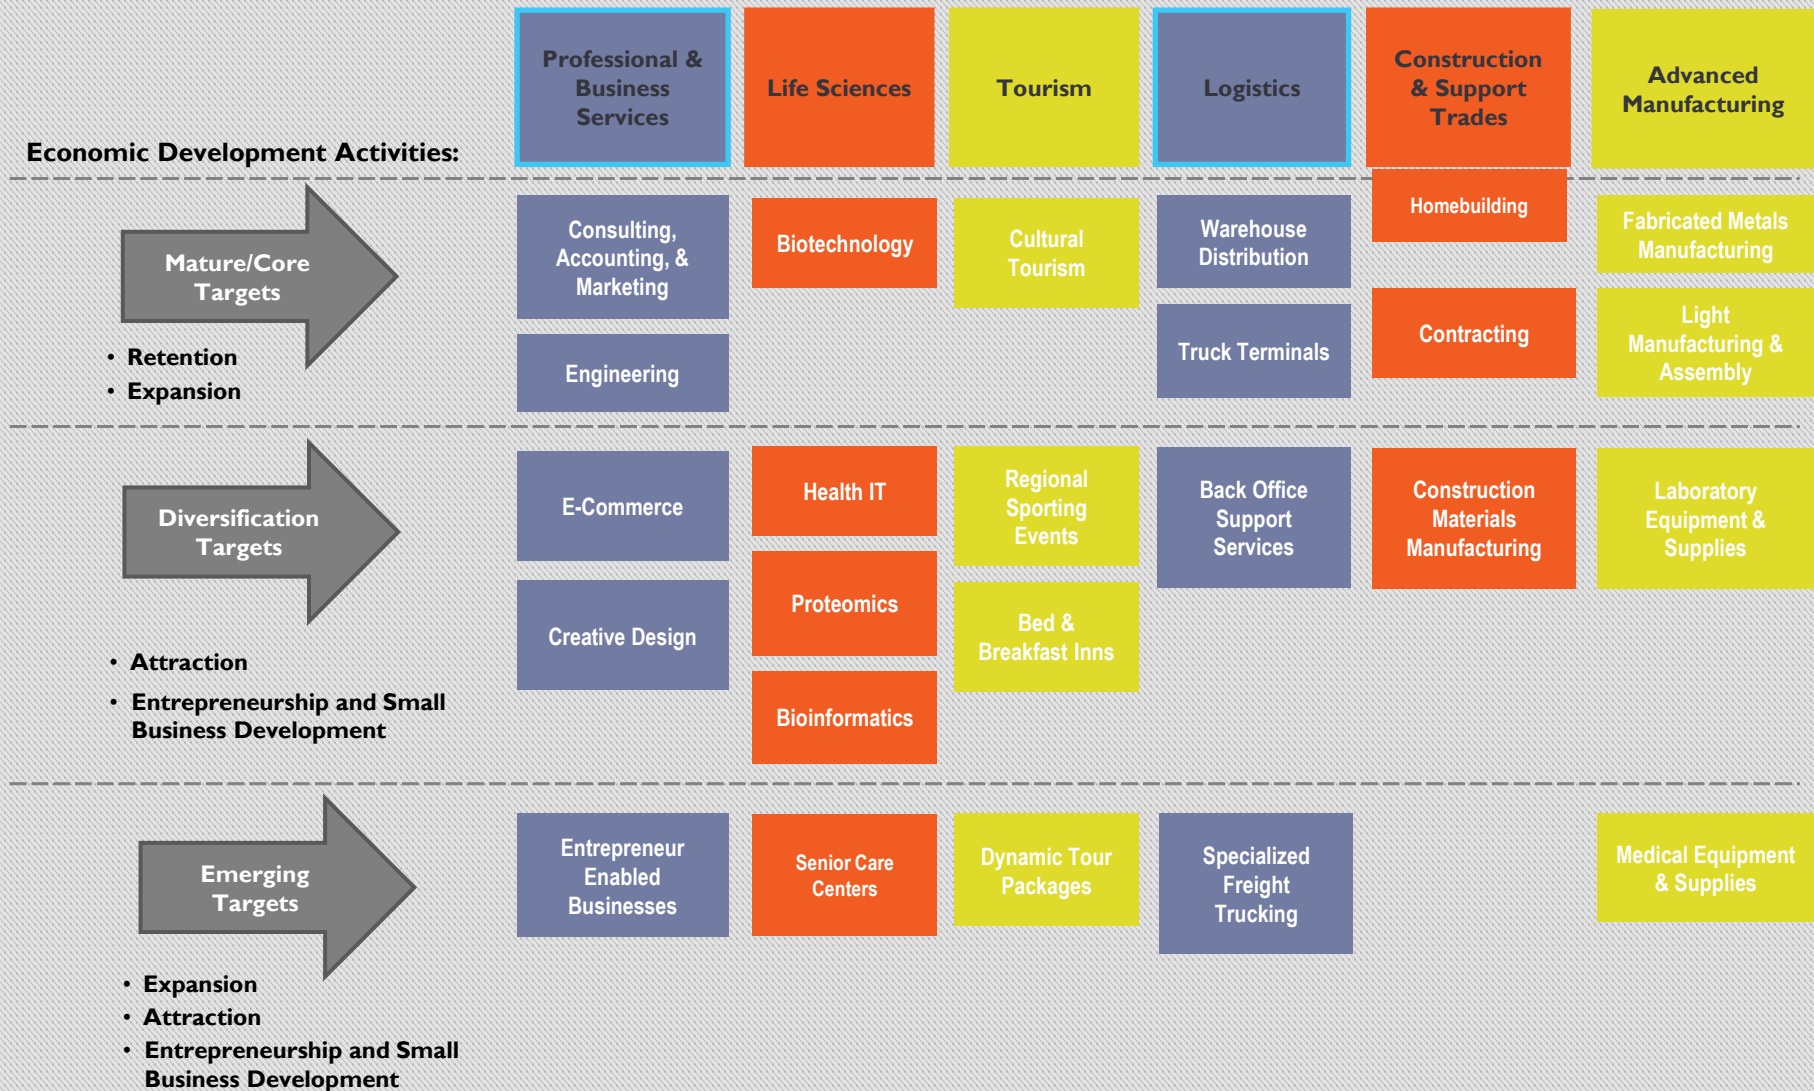 Professional &
Business
Services
Life Sciences
Tourism
Logistics
Construction
& Support
Trades
Advanced
Manufacturing
Economic Development Activities:
Mature/Core
Targets
• Retention
• Expansion
Consulting,
Accounting, &
Marketing
Engineering
Biotechnology
Cultural
Tourism
Warehouse
Distribution
Truck Terminals
Homebuilding
Contracting
Fabricated Metals
Manufacturing
Light
Manufacturing &
Assembly
Diversification
Targets
• Attraction
• Entrepreneurship and Small
Business Development
E-Commerce
Creative Design
Health IT
Proteomics
Bioinformatics
Regional
Sporting
Events
Bed &
Breakfast Inns
Back Office
Support
Services
Construction
Materials
Manufacturing
Laboratory
Equipment &
Supplies
Emerging
Targets
• Expansion
• Attraction
• Entrepreneurship and Small
Business Development
Entrepreneur
Enabled
Businesses
Senior Care
Centers
Dynamic Tour
Packages
Specialized
Freight
Trucking
Medical Equipment
& Supplies